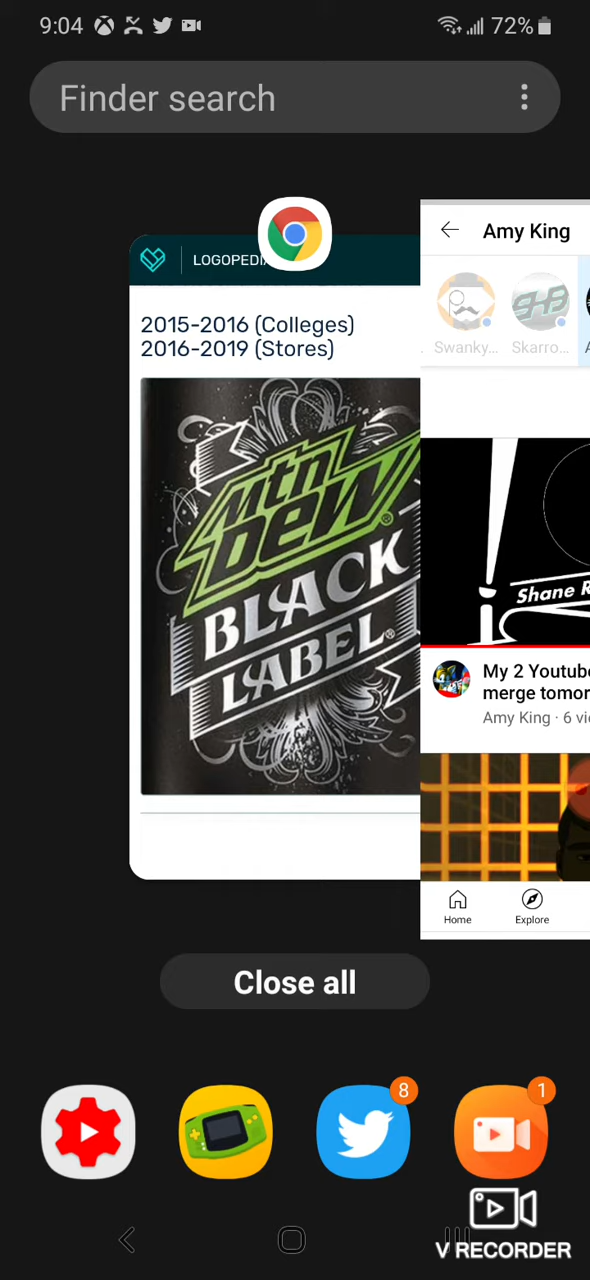 9:04
72%
Finder search
LOGOPEDI
Amy King
Swanky...
Skarro...
2015-2016 (Colleges)
2016-2019 (Stores)
mtn
DEW
BLACK
LABEL
Shane R
My 2 Youtube
merge tomor
Amy King · 6 vi
Home
Explore
Close all
8
1
V RECORDER